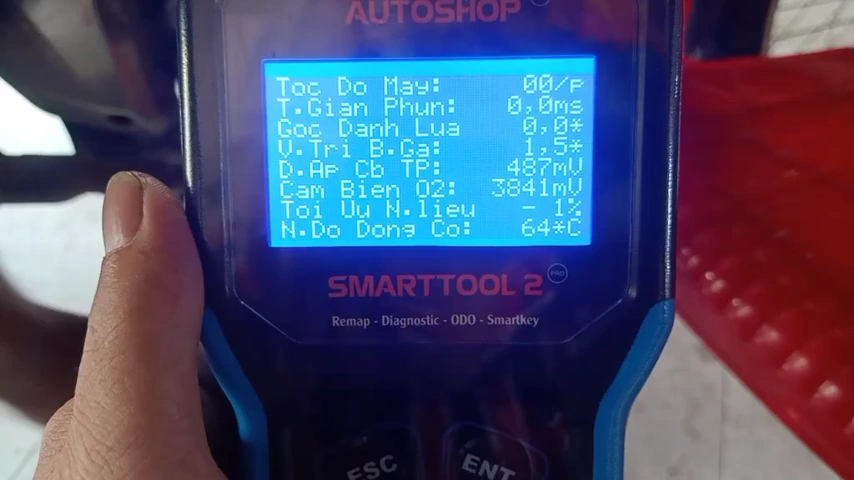 AUTOSHOP
Toc Do May: 00/p
T.Gian Phun: 0,0ms
Goc Danh Lua 0,0*
V.Tri B.Ga: 1,5*
D.Ap Cb TP: 487mV
Cam Bien O2: 3841mV
Toi Uu N.lieu - 1%
N.Do Dong Co: 64*C
SMARTTOOL 2 PRO
Remap - Diagnostic - ODO - Smartkey
ESC ENT